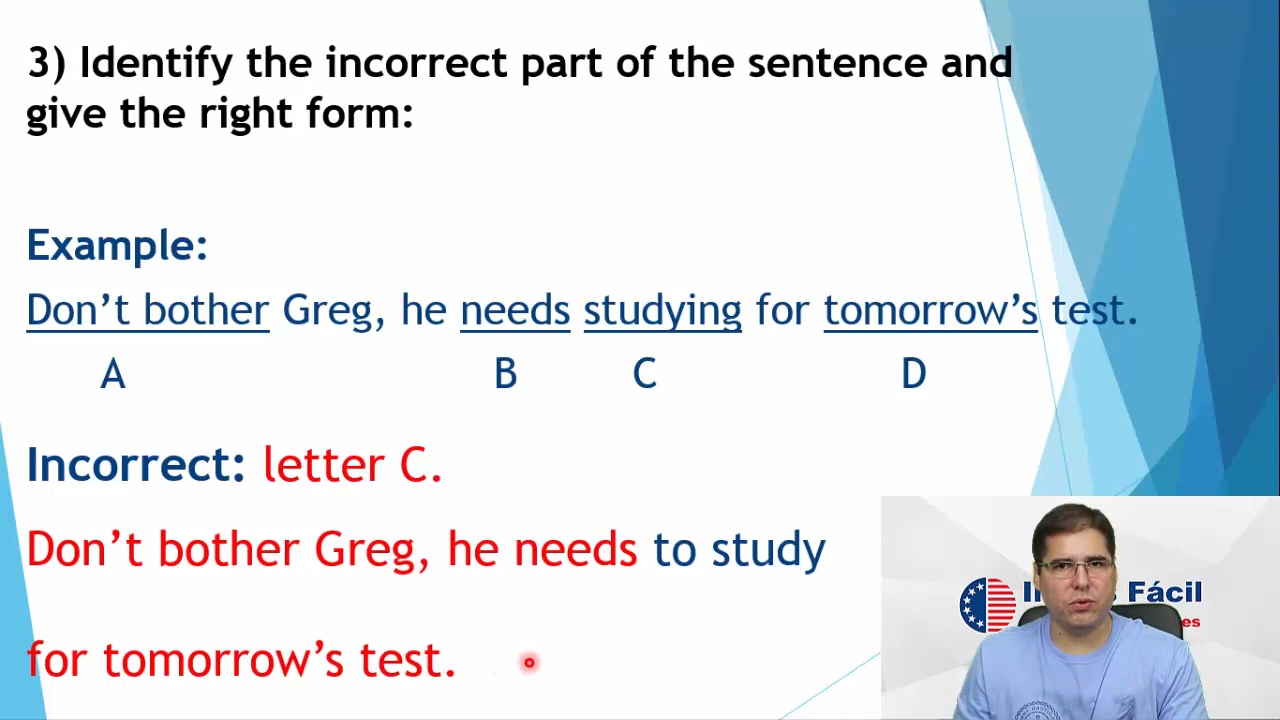 3) Identify the incorrect part of the sentence and
give the right form:
Example:
Don’t bother Greg, he needs studying for tomorrow’s test.
A B C D
Incorrect: letter C.
Don’t bother Greg, he needs to study
for tomorrow’s test.
Fácil